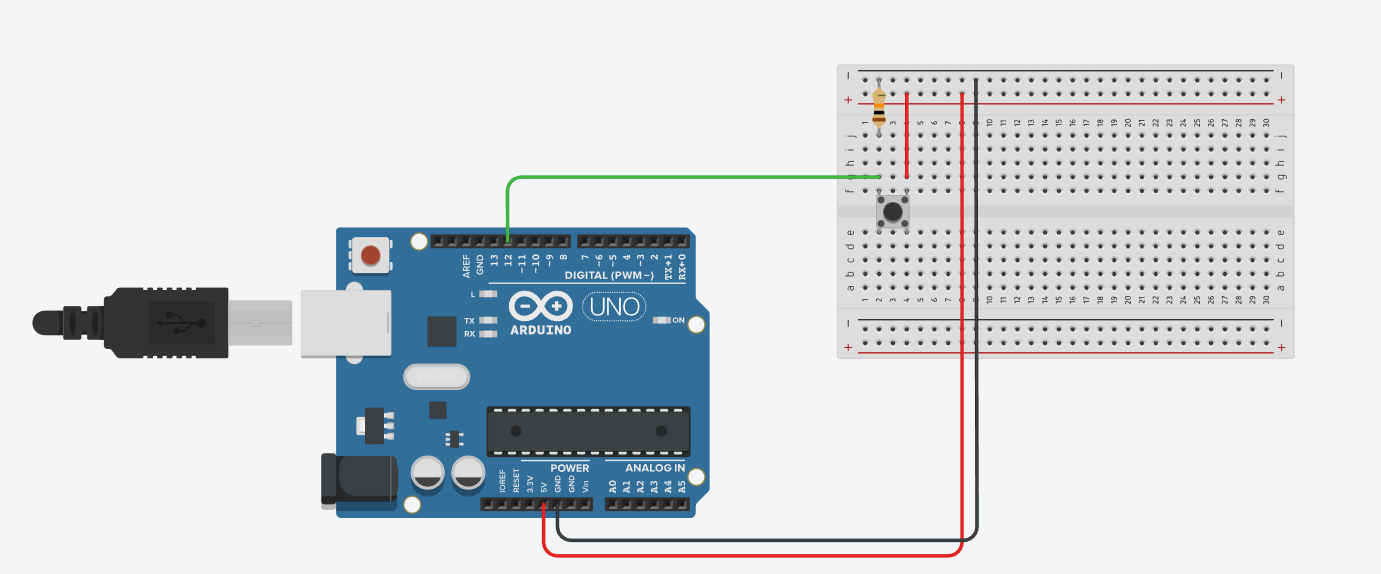 − −
+ +
1 2 3 4 5 6 7 8 9 10 11 12 13 14 15 16 17 18 19 20 21 22 23 24 25 26 27 28 29 30
j j
i i
h h
g g
f f
e e
d d
c c
b b
a a
1 2 3 4 5 6 7 8 9 10 11 12 13 14 15 16 17 18 19 20 21 22 23 24 25 26 27 28 29 30
− −
+ +
AREF GND 13 12 ~11 ~10 ~9 8 7 ~6 ~5 4 ~3 2 TX→1 RX←0
DIGITAL (PWM~)
L
TX
RX
− +
ARDUINO
UNO
ON
POWER ANALOG IN
IOREF RESET 3.3V 5V GND GND Vin A0 A1 A2 A3 A4 A5